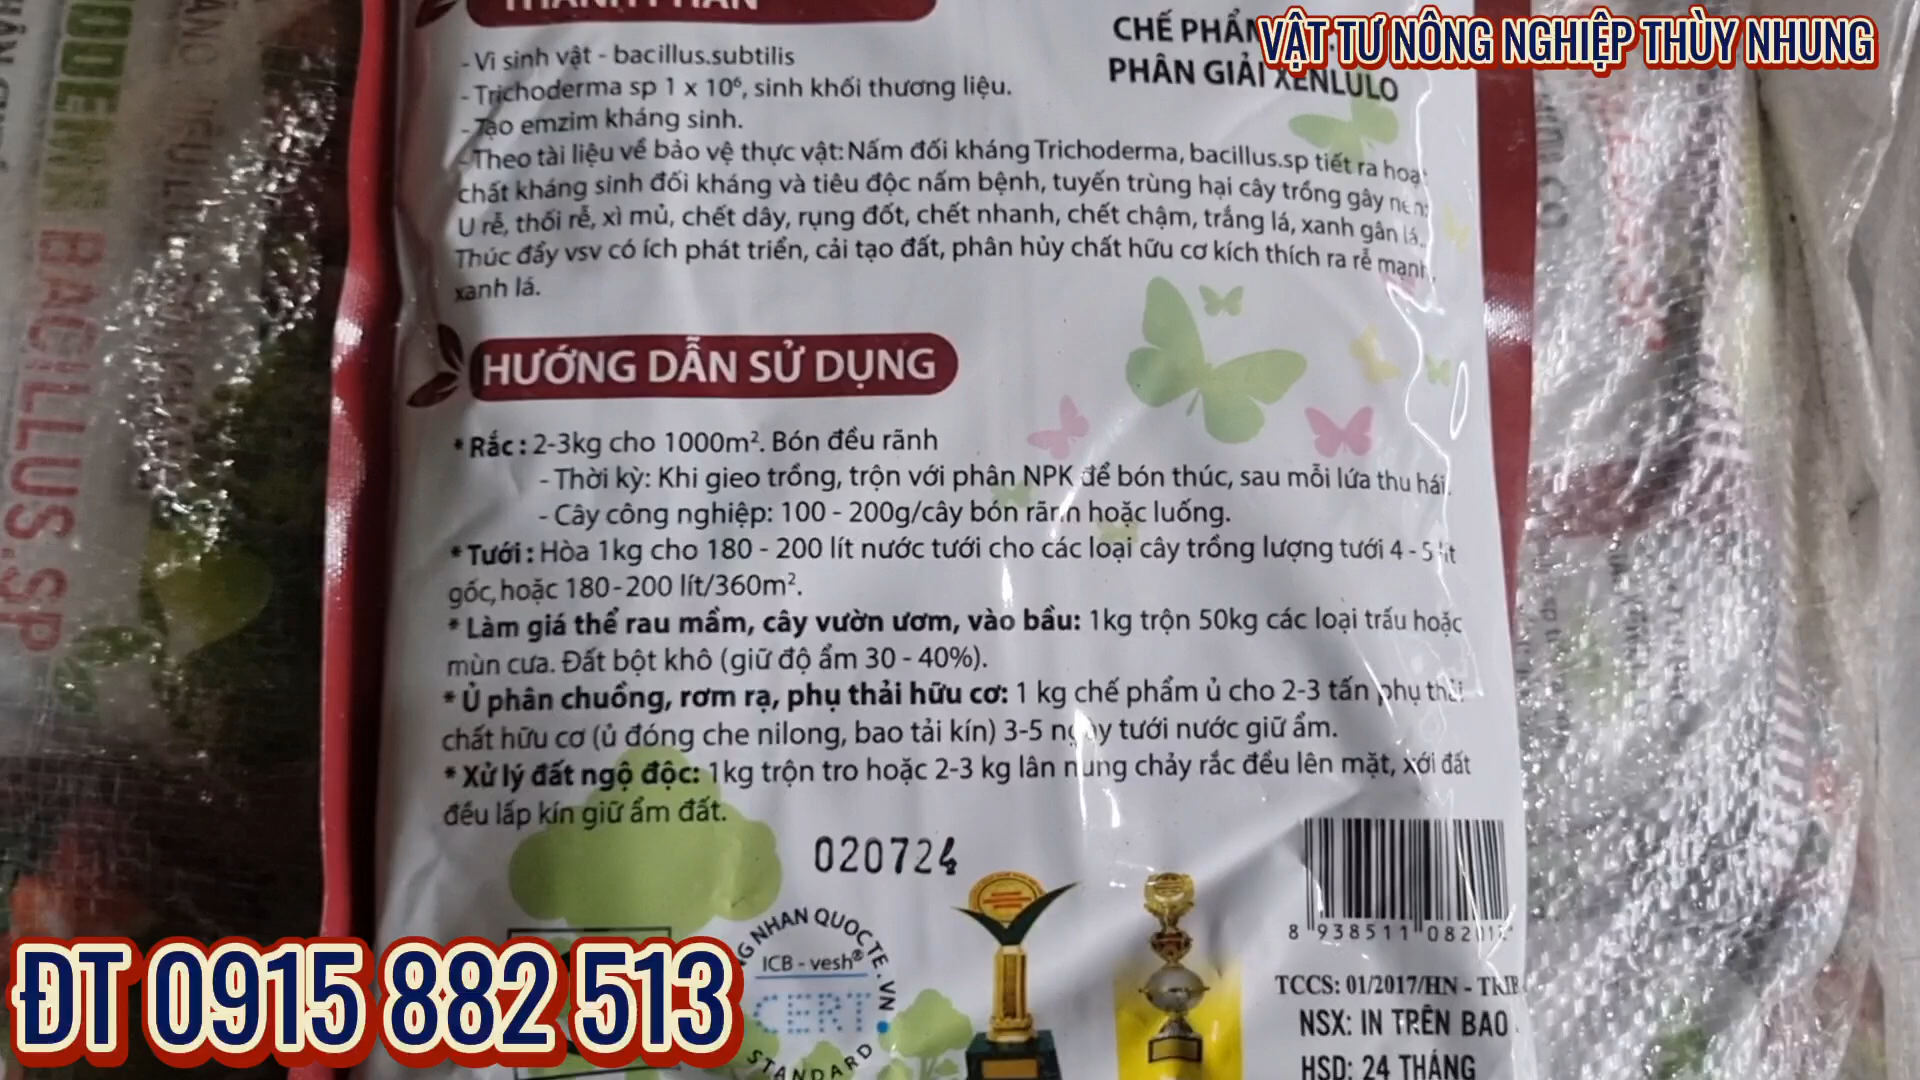 THÀNH PHẦN
- Vi sinh vật - bacillus.subtilis
- Trichoderma sp 1 x 10⁶, sinh khối thương liệu.
- Tạo emzim kháng sinh.
- Theo tài liệu về bảo vệ thực vật: Nấm đối kháng Trichoderma, bacillus.sp tiết ra hoạt
chất kháng sinh đối kháng và tiêu độc nấm bệnh, tuyến trùng hại cây trồng gây nên:
U rễ, thối rễ, xì mủ, chết dây, rụng đốt, chết nhanh, chết chậm, trắng lá, xanh gân lá.
Thúc đẩy vsv có ích phát triển, cải tạo đất, phân hủy chất hữu cơ kích thích ra rễ mạnh,
xanh lá.
CHẾ PHẨM
PHÂN GIẢI XENLULO
VẬT TƯ NÔNG NGHIỆP THÙY NHUNG
HƯỚNG DẪN SỬ DỤNG
* Rắc : 2-3kg cho 1000m². Bón đều rãnh
- Thời kỳ: Khi gieo trồng, trộn với phân NPK để bón thúc, sau mỗi lứa thu hái.
- Cây công nghiệp: 100 - 200g/cây bón rãnh hoặc luống.
* Tưới : Hòa 1kg cho 180 - 200 lít nước tưới cho các loại cây trồng lượng tưới 4 - 5 lít
gốc, hoặc 180-200 lít/360m².
* Làm giá thể rau mầm, cây vườn ươm, vào bầu: 1kg trộn 50kg các loại trấu hoặc
mùn cưa. Đất bột khô (giữ độ ẩm 30 - 40%).
* Ủ phân chuồng, rơm rạ, phụ thải hữu cơ: 1 kg chế phẩm ủ cho 2-3 tấn phụ thải
chất hữu cơ (ủ đóng che nilong, bao tải kín) 3-5 ngày tưới nước giữ ẩm.
* Xử lý đất ngộ độc: 1kg trộn tro hoặc 2-3 kg lân nung chảy rắc đều lên mặt, xới đất
đều lấp kín giữ ẩm đất.
020724
NHAN QUOC TE . VN
ICB - vesh®
CERT
STANDARD
8 938511 082
TCCS: 01/2017/HN -
NSX: IN TRÊN BAO
HSD: 24 THÁNG
ĐT 0915 882 513
BACILLUS.SP